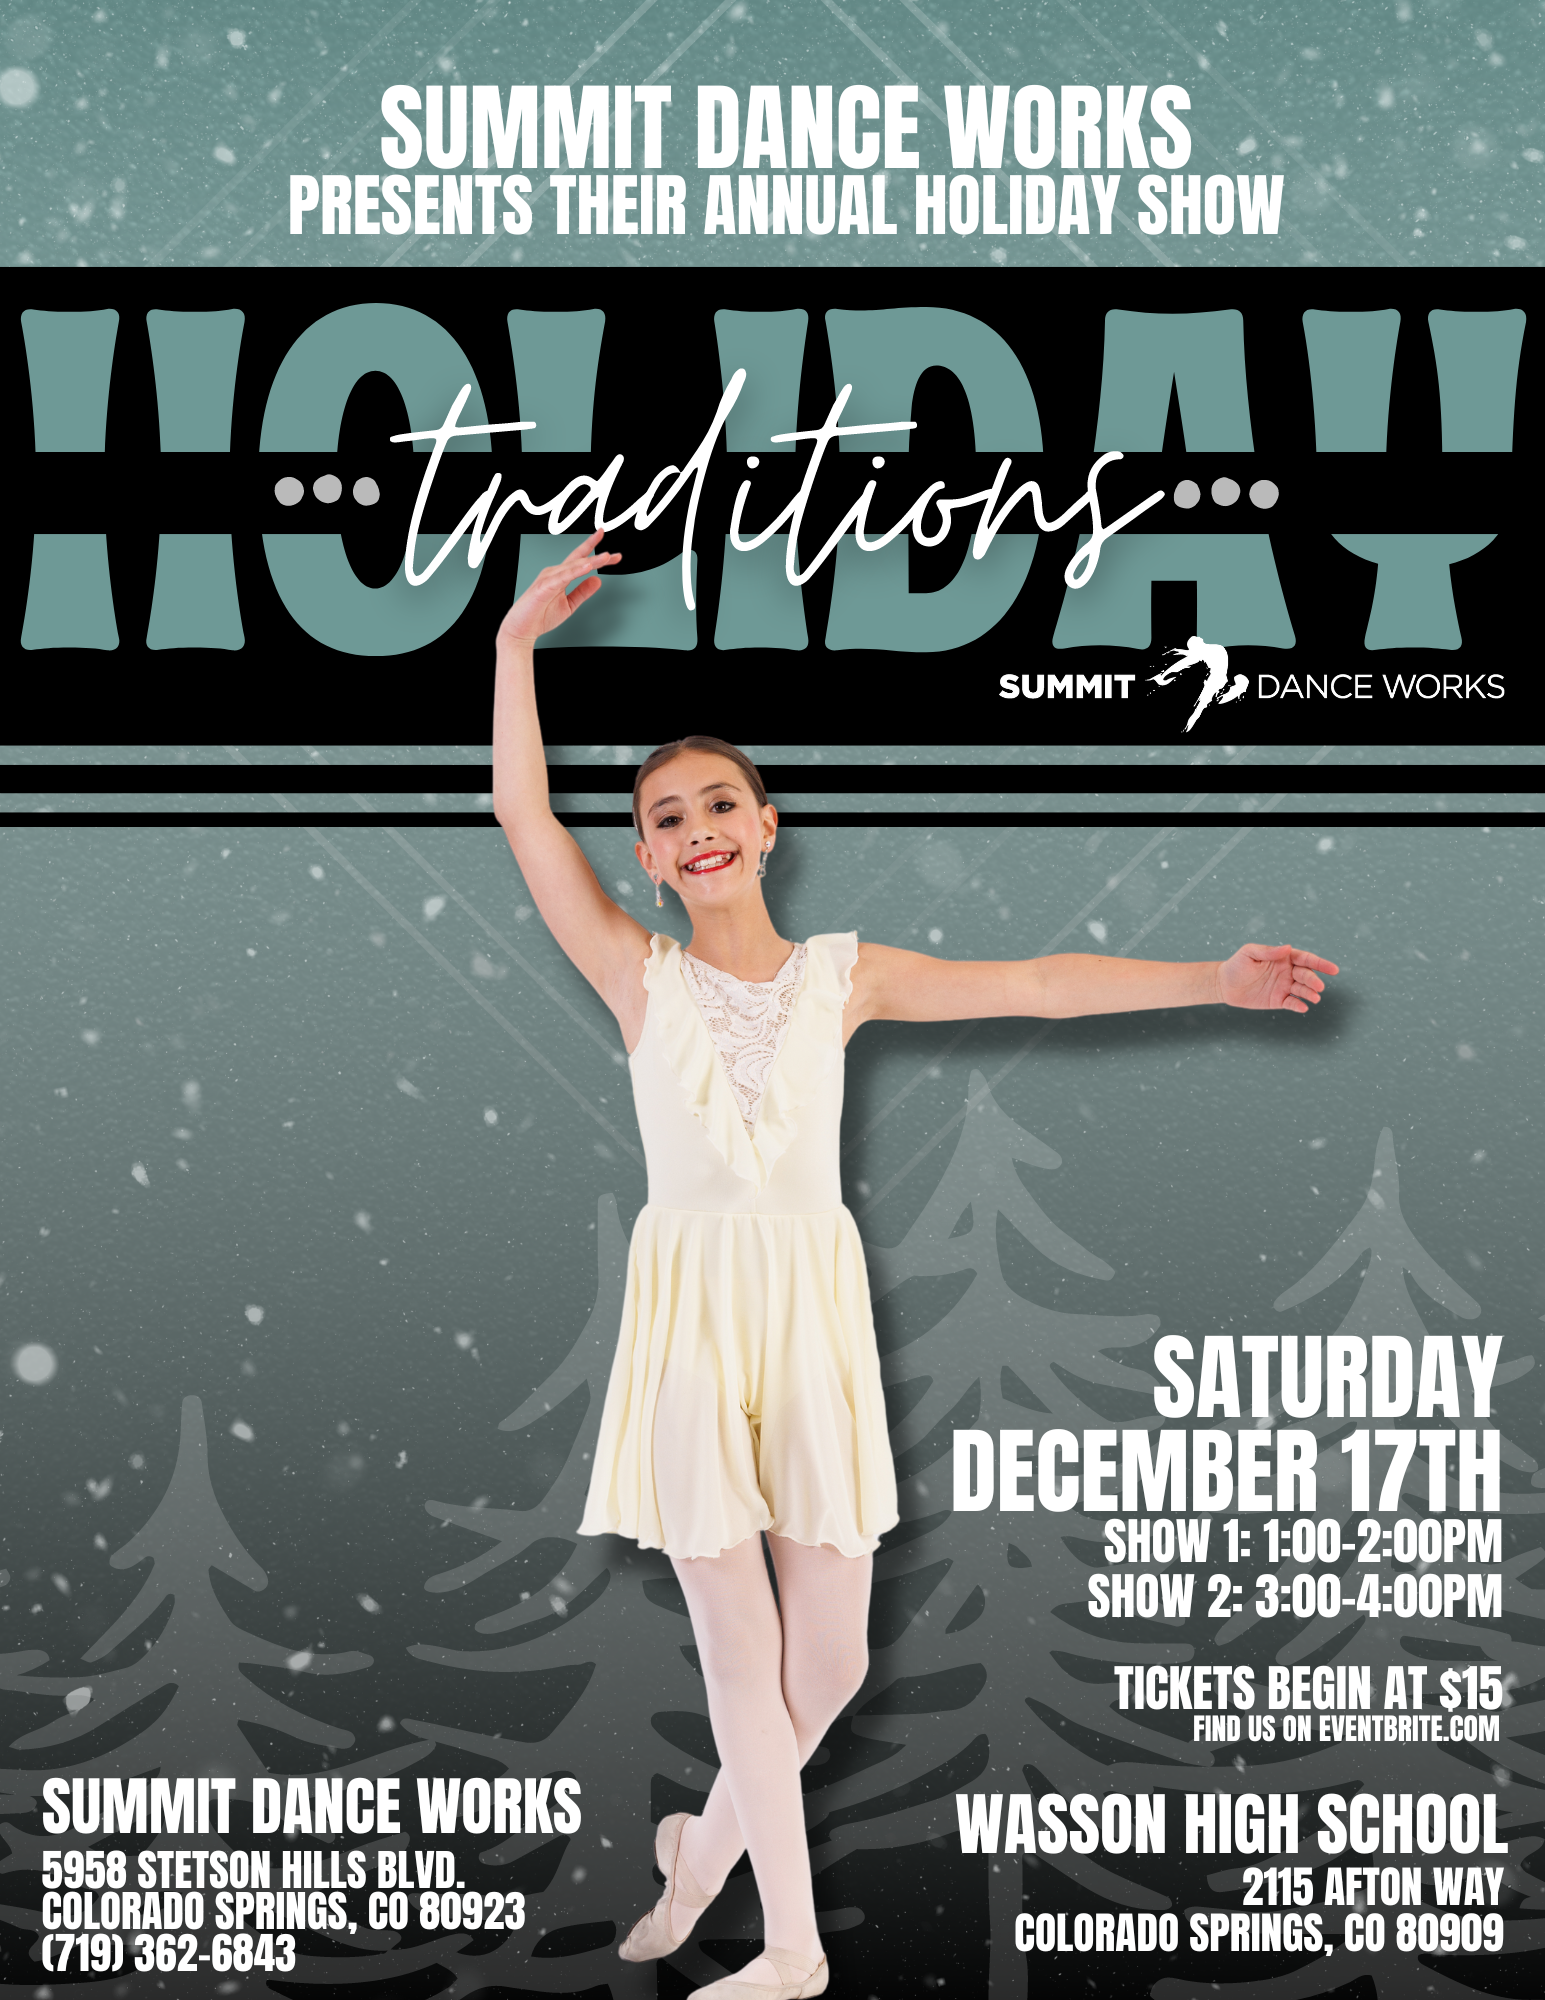 SUMMIT DANCE WORKS
PRESENTS THEIR ANNUAL HOLIDAY SHOW
HOLIDAY
...traditions...
SUMMIT DANCE WORKS
SATURDAY
DECEMBER 17TH
SHOW 1: 1:00-2:00PM
SHOW 2: 3:00-4:00PM
TICKETS BEGIN AT $15
FIND US ON EVENTBRITE.COM
SUMMIT DANCE WORKS
5958 STETSON HILLS BLVD.
COLORADO SPRINGS, CO 80923
(719) 362-6843
WASSON HIGH SCHOOL
2115 AFTON WAY
COLORADO SPRINGS, CO 80909